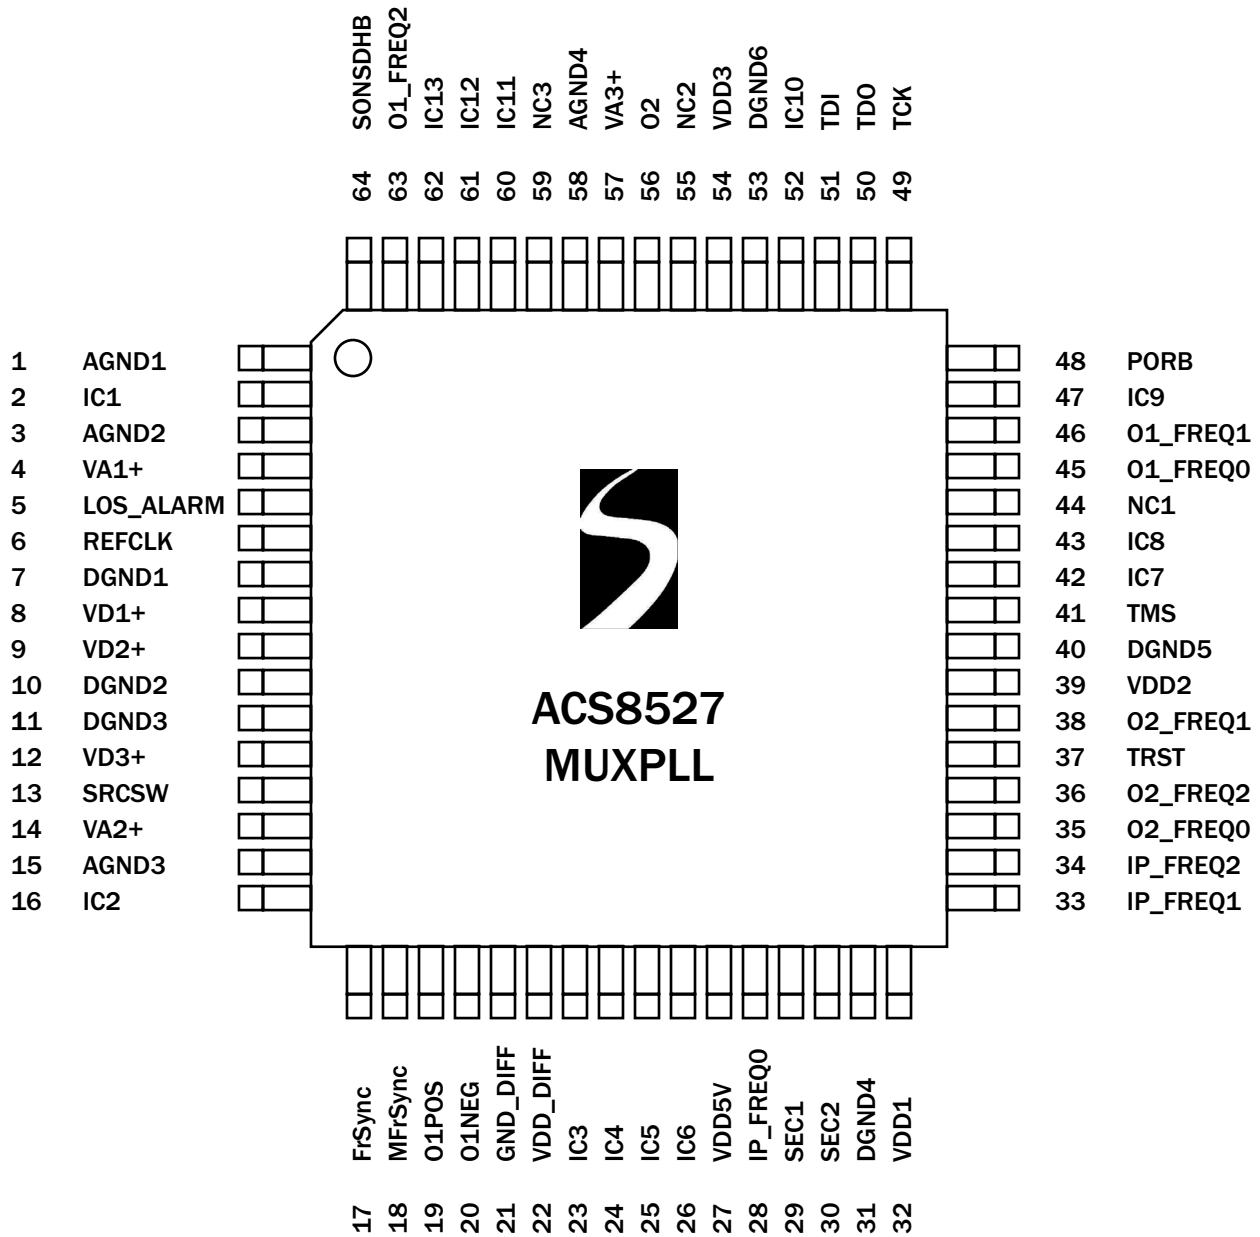 SONSDHB
O1_FREQ2
IC13
IC12
IC11
NC3
AGND4
VA3+
O2
NC2
VDD3
DGND6
IC10
TDI
TDO
TCK
64
63
62
61
60
59
58
57
56
55
54
53
52
51
50
49
1 AGND1
2 IC1
3 AGND2
4 VA1+
5 LOS_ALARM
6 REFCLK
7 DGND1
8 VD1+
9 VD2+
10 DGND2
11 DGND3
12 VD3+
13 SRCSW
14 VA2+
15 AGND3
16 IC2
ACS8527
MUXPLL
48 PORB
47 IC9
46 O1_FREQ1
45 O1_FREQ0
44 NC1
43 IC8
42 IC7
41 TMS
40 DGND5
39 VDD2
38 O2_FREQ1
37 TRST
36 O2_FREQ2
35 O2_FREQ0
34 IP_FREQ2
33 IP_FREQ1
FrSync
MFrSync
O1POS
O1NEG
GND_DIFF
VDD_DIFF
IC3
IC4
IC5
IC6
VDD5V
IP_FREQ0
SEC1
SEC2
DGND4
VDD1
17
18
19
20
21
22
23
24
25
26
27
28
29
30
31
32